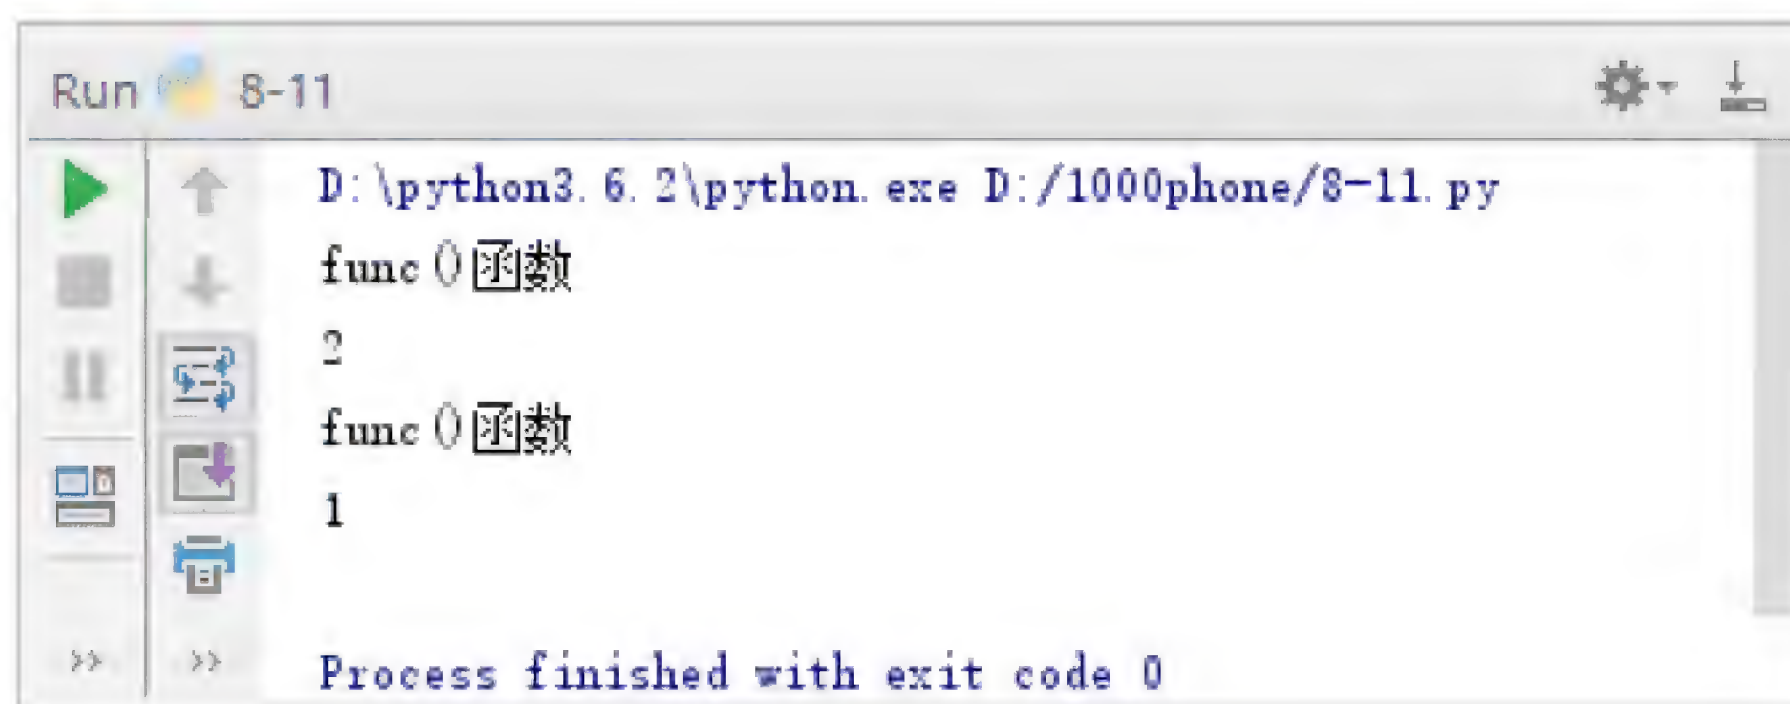 Run 8-11
D:\python3.6.2\python.exe D:/1000phone/8-11.py
func()函数
2
func()函数
1
Process finished with exit code 0